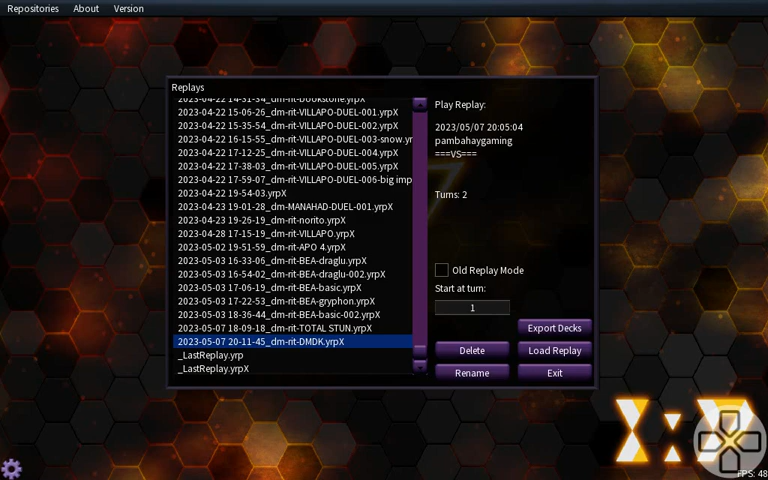 Repositories About Version
Replays
2023-04-22 14-31-34_dm-rit-bookstone.yrpX
2023-04-22 15-06-26_dm-rit-VILLAPO-DUEL-001.yrpX
2023-04-22 15-35-54_dm-rit-VILLAPO-DUEL-002.yrpX
2023-04-22 16-15-55_dm-rit-VILLAPO-DUEL-003-snow.yr
2023-04-22 17-12-25_dm-rit-VILLAPO-DUEL-004.yrpX
2023-04-22 17-38-03_dm-rit-VILLAPO-DUEL-005.yrpX
2023-04-22 17-59-07_dm-rit-VILLAPO-DUEL-006-big imp
2023-04-22 19-54-03.yrpX
2023-04-23 19-01-28_dm-MANAHAD-DUEL-001.yrpX
2023-04-23 19-26-19_dm-rit-norito.yrpX
2023-04-28 17-15-19_dm-rit-VILLAPO.yrpX
2023-05-02 19-51-59_dm-rit-APO 4.yrpX
2023-05-03 16-33-06_dm-rit-BEA-draglu.yrpX
2023-05-03 16-54-02_dm-rit-BEA-draglu-002.yrpX
2023-05-03 17-06-19_dm-rit-BEA-basic.yrpX
2023-05-03 17-22-53_dm-rit-BEA-gryphon.yrpX
2023-05-03 18-36-44_dm-rit-BEA-basic-002.yrpX
2023-05-07 18-09-18_dm-rit-TOTAL STUN.yrpX
2023-05-07 20-11-45_dm-rit-DMDK.yrpX
_LastReplay.yrp
_LastReplay.yrpX
Play Replay:
2023/05/07 20:05:04
pambahaygaming
===VS===
Turns: 2
Old Replay Mode
Start at turn:
1
Export Decks
Delete Load Replay
Rename Exit
FPS: 48